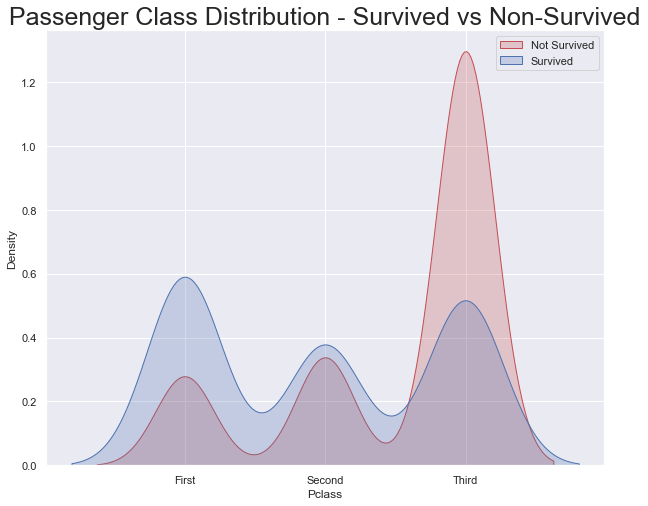 Passenger Class Distribution - Survived vs Non-Survived
Not Survived
Survived
1.2
1.0
0.8
0.6
0.4
0.2
0.0
Density
First Second Third
Pclass